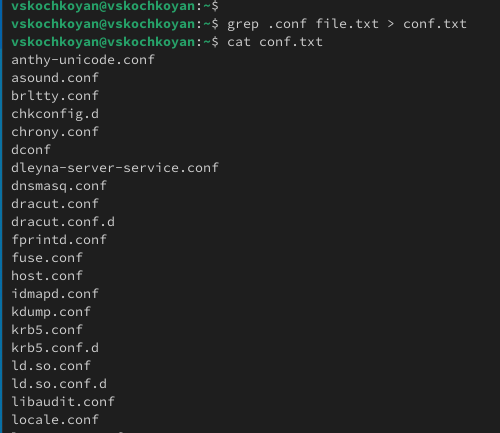 vskochkoyan@vskochkoyan:~$
vskochkoyan@vskochkoyan:~$ grep .conf file.txt > conf.txt
vskochkoyan@vskochkoyan:~$ cat conf.txt
anthy-unicode.conf
asound.conf
brltty.conf
chkconfig.d
chrony.conf
dconf
dleyna-server-service.conf
dnsmasq.conf
dracut.conf
dracut.conf.d
fprintd.conf
fuse.conf
host.conf
idmapd.conf
kdump.conf
krb5.conf
krb5.conf.d
ld.so.conf
ld.so.conf.d
libaudit.conf
locale.conf